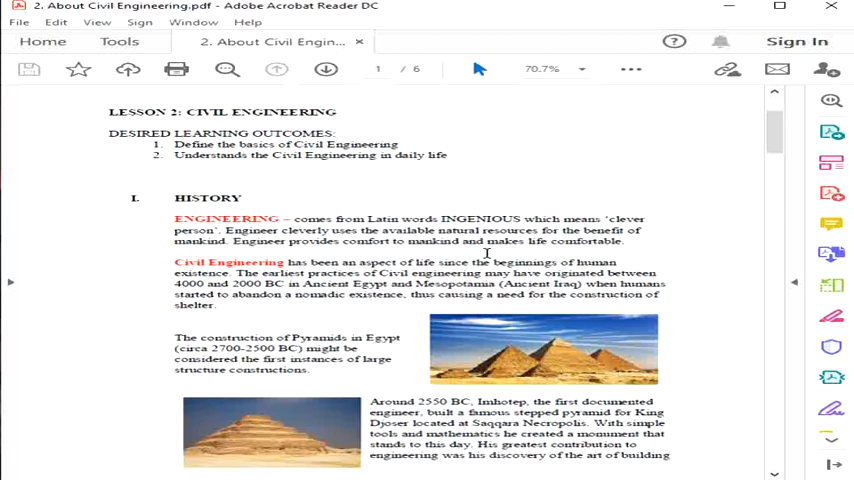 2. About Civil Engineering.pdf - Adobe Acrobat Reader DC
File Edit View Sign Window Help
Home Tools 2. About Civil Engin... × Sign In
1 / 6 70.7%
LESSON 2: CIVIL ENGINEERING
DESIRED LEARNING OUTCOMES:
1. Define the basics of Civil Engineering
2. Understands the Civil Engineering in daily life
I. HISTORY
ENGINEERING – comes from Latin words INGENIOUS which means ‘clever
person’. Engineer cleverly uses the available natural resources for the benefit of
mankind. Engineer provides comfort to mankind and makes life comfortable.
Civil Engineering has been an aspect of life since the beginnings of human
existence. The earliest practices of Civil engineering may have originated between
4000 and 2000 BC in Ancient Egypt and Mesopotamia (Ancient Iraq) when humans
started to abandon a nomadic existence, thus causing a need for the construction of
shelter.
The construction of Pyramids in Egypt
(circa 2700-2500 BC) might be
considered the first instances of large
structure constructions.
Around 2550 BC, Imhotep, the first documented
engineer, built a famous stepped pyramid for King
Djoser located at Saqqara Necropolis. With simple
tools and mathematics he created a monument that
stands to this day. His greatest contribution to
engineering was his discovery of the art of building